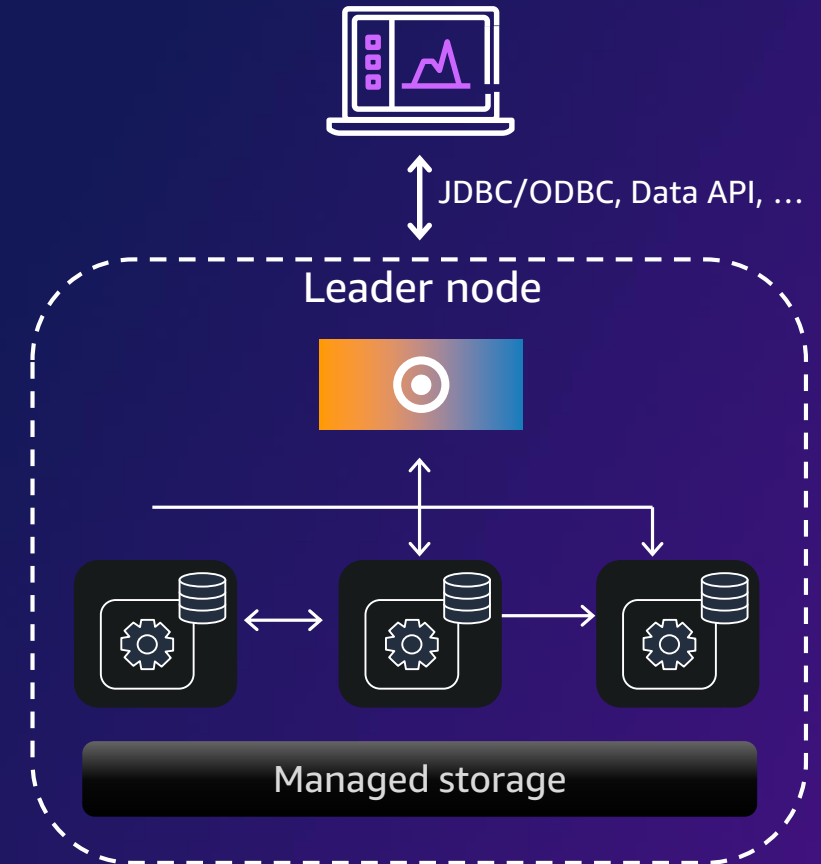 JDBC/ODBC, Data API, …
Leader node
Managed storage